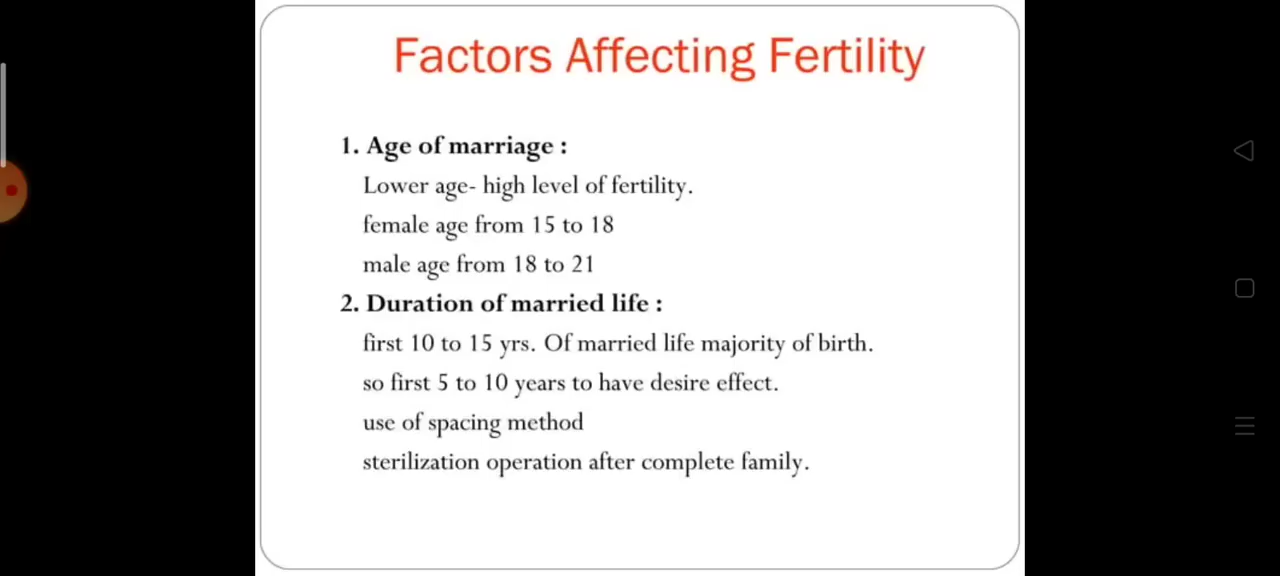 Factors Affecting Fertility
1. Age of marriage :
Lower age- high level of fertility.
female age from 15 to 18
male age from 18 to 21
2. Duration of married life :
first 10 to 15 yrs. Of married life majority of birth.
so first 5 to 10 years to have desire effect.
use of spacing method
sterilization operation after complete family.